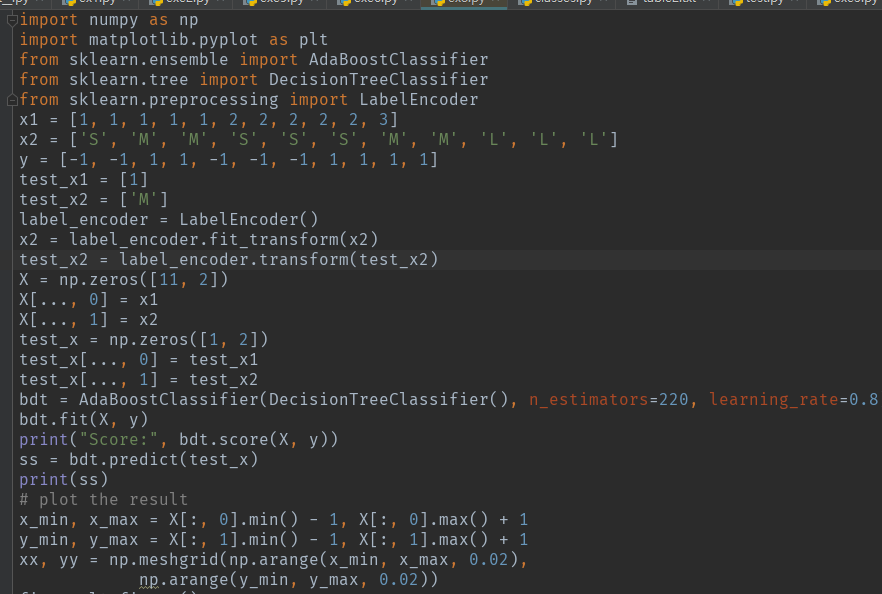 import numpy as np
import matplotlib.pyplot as plt
from sklearn.ensemble import AdaBoostClassifier
from sklearn.tree import DecisionTreeClassifier
from sklearn.preprocessing import LabelEncoder
x1 = [1, 1, 1, 1, 1, 2, 2, 2, 2, 2, 3]
x2 = ['S', 'M', 'M', 'S', 'S', 'S', 'M', 'M', 'L', 'L', 'L']
y = [-1, -1, 1, 1, -1, -1, -1, 1, 1, 1, 1]
test_x1 = [1]
test_x2 = ['M']
label_encoder = LabelEncoder()
x2 = label_encoder.fit_transform(x2)
test_x2 = label_encoder.transform(test_x2)
X = np.zeros([11, 2])
X[..., 0] = x1
X[..., 1] = x2
test_x = np.zeros([1, 2])
test_x[..., 0] = test_x1
test_x[..., 1] = test_x2
bdt = AdaBoostClassifier(DecisionTreeClassifier(), n_estimators=220, learning_rate=0.8
bdt.fit(X, y)
print("Score:", bdt.score(X, y))
ss = bdt.predict(test_x)
print(ss)
# plot the result
x_min, x_max = X[:, 0].min() - 1, X[:, 0].max() + 1
y_min, y_max = X[:, 1].min() - 1, X[:, 1].max() + 1
xx, yy = np.meshgrid(np.arange(x_min, x_max, 0.02),
np.arange(y_min, y_max, 0.02))